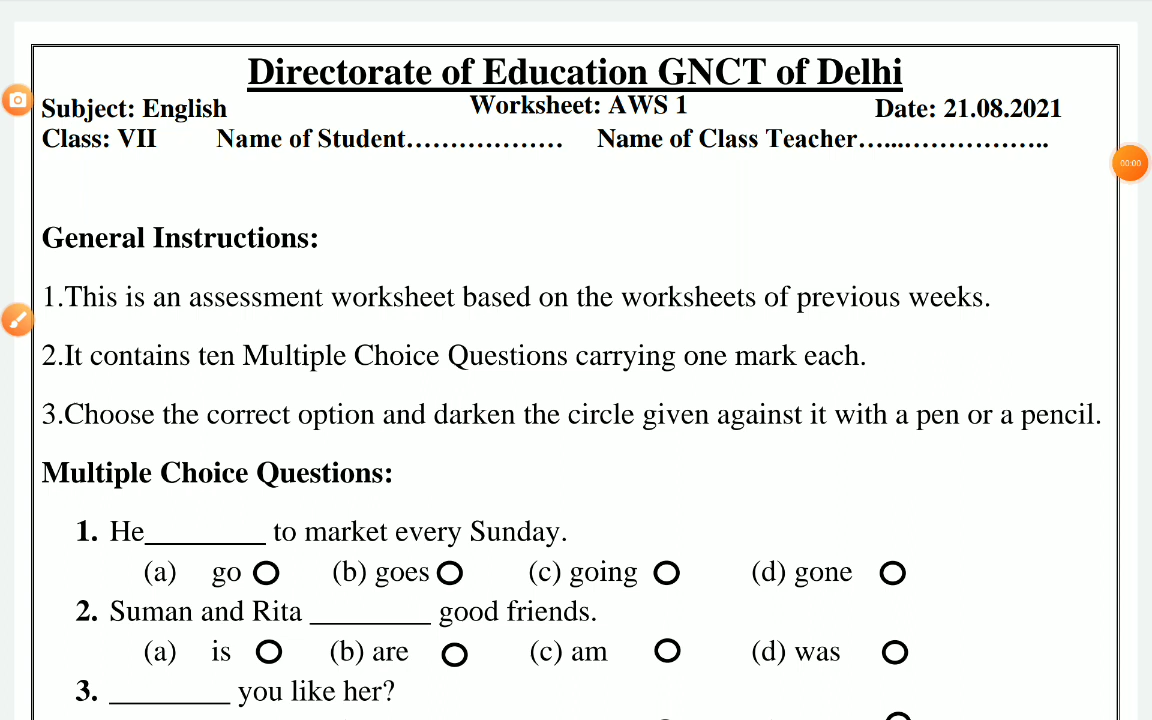 Directorate of Education GNCT of Delhi
Subject: English Worksheet: AWS 1 Date: 21.08.2021
Class: VII Name of Student……………… Name of Class Teacher…...……………..
00:00
General Instructions:
1.This is an assessment worksheet based on the worksheets of previous weeks.
2.It contains ten Multiple Choice Questions carrying one mark each.
3.Choose the correct option and darken the circle given against it with a pen or a pencil.
Multiple Choice Questions:
1. He________ to market every Sunday.
(a) go (b) goes (c) going (d) gone
2. Suman and Rita ________ good friends.
(a) is (b) are (c) am (d) was
3. ________ you like her?